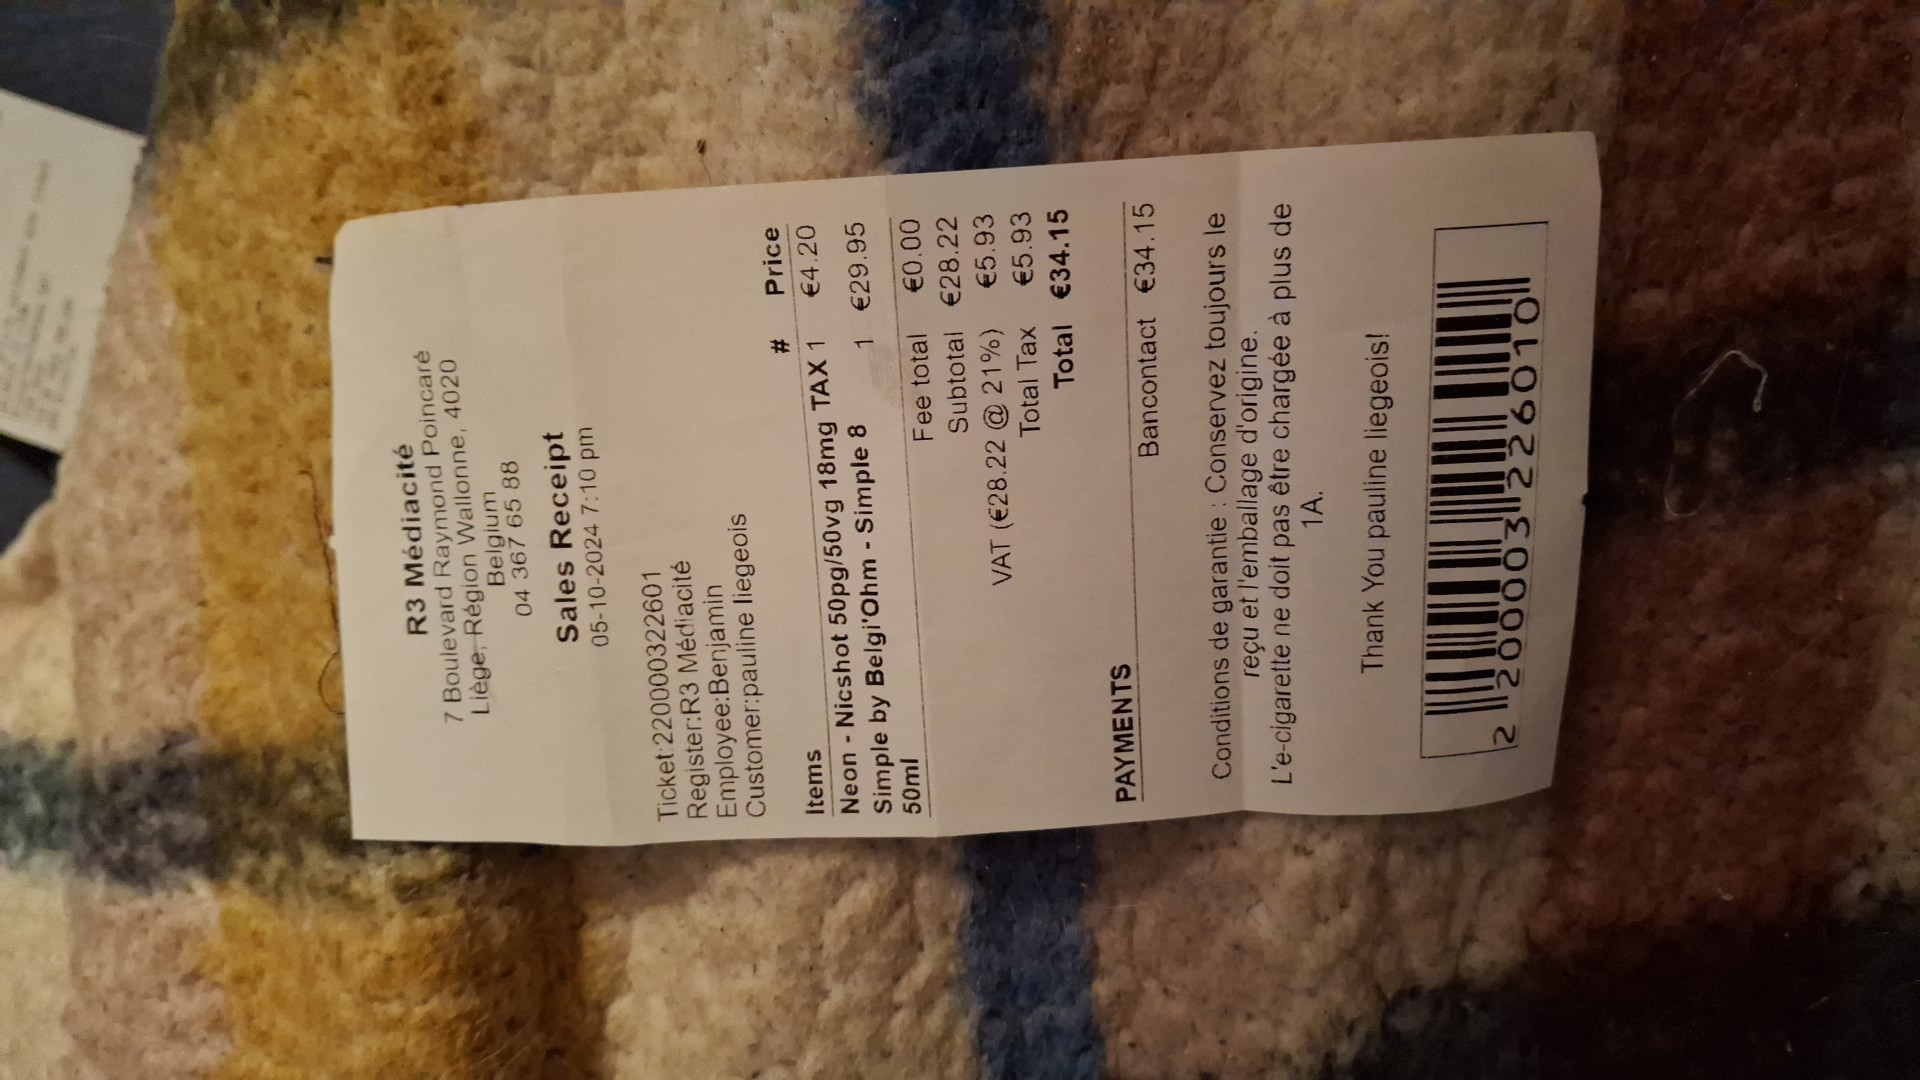 R3 Médiacité
7 Boulevard Raymond Poincaré
Liège, Région Wallonne, 4020
Belgium
04 367 65 88
Sales Receipt
05-10-2024 7:10 pm
Ticket:220000322601
Register:R3 Médiacité
Employee:Benjamin
Customer:pauline liegeois
Items # Price
Neon - Nicshot 50pg/50vg 18mg TAX 1 €4.20
Simple by Belgi'Ohm - Simple 8 1 €29.95
50ml
Fee total €0.00
Subtotal €28.22
VAT (€28.22 @ 21%) €5.93
Total Tax €5.93
Total €34.15
PAYMENTS
Bancontact €34.15
Conditions de garantie : Conservez toujours le
reçu et l'emballage d'origine.
L'e-cigarette ne doit pas être chargée à plus de
1A.
Thank You pauline liegeois!
2 200003 226010